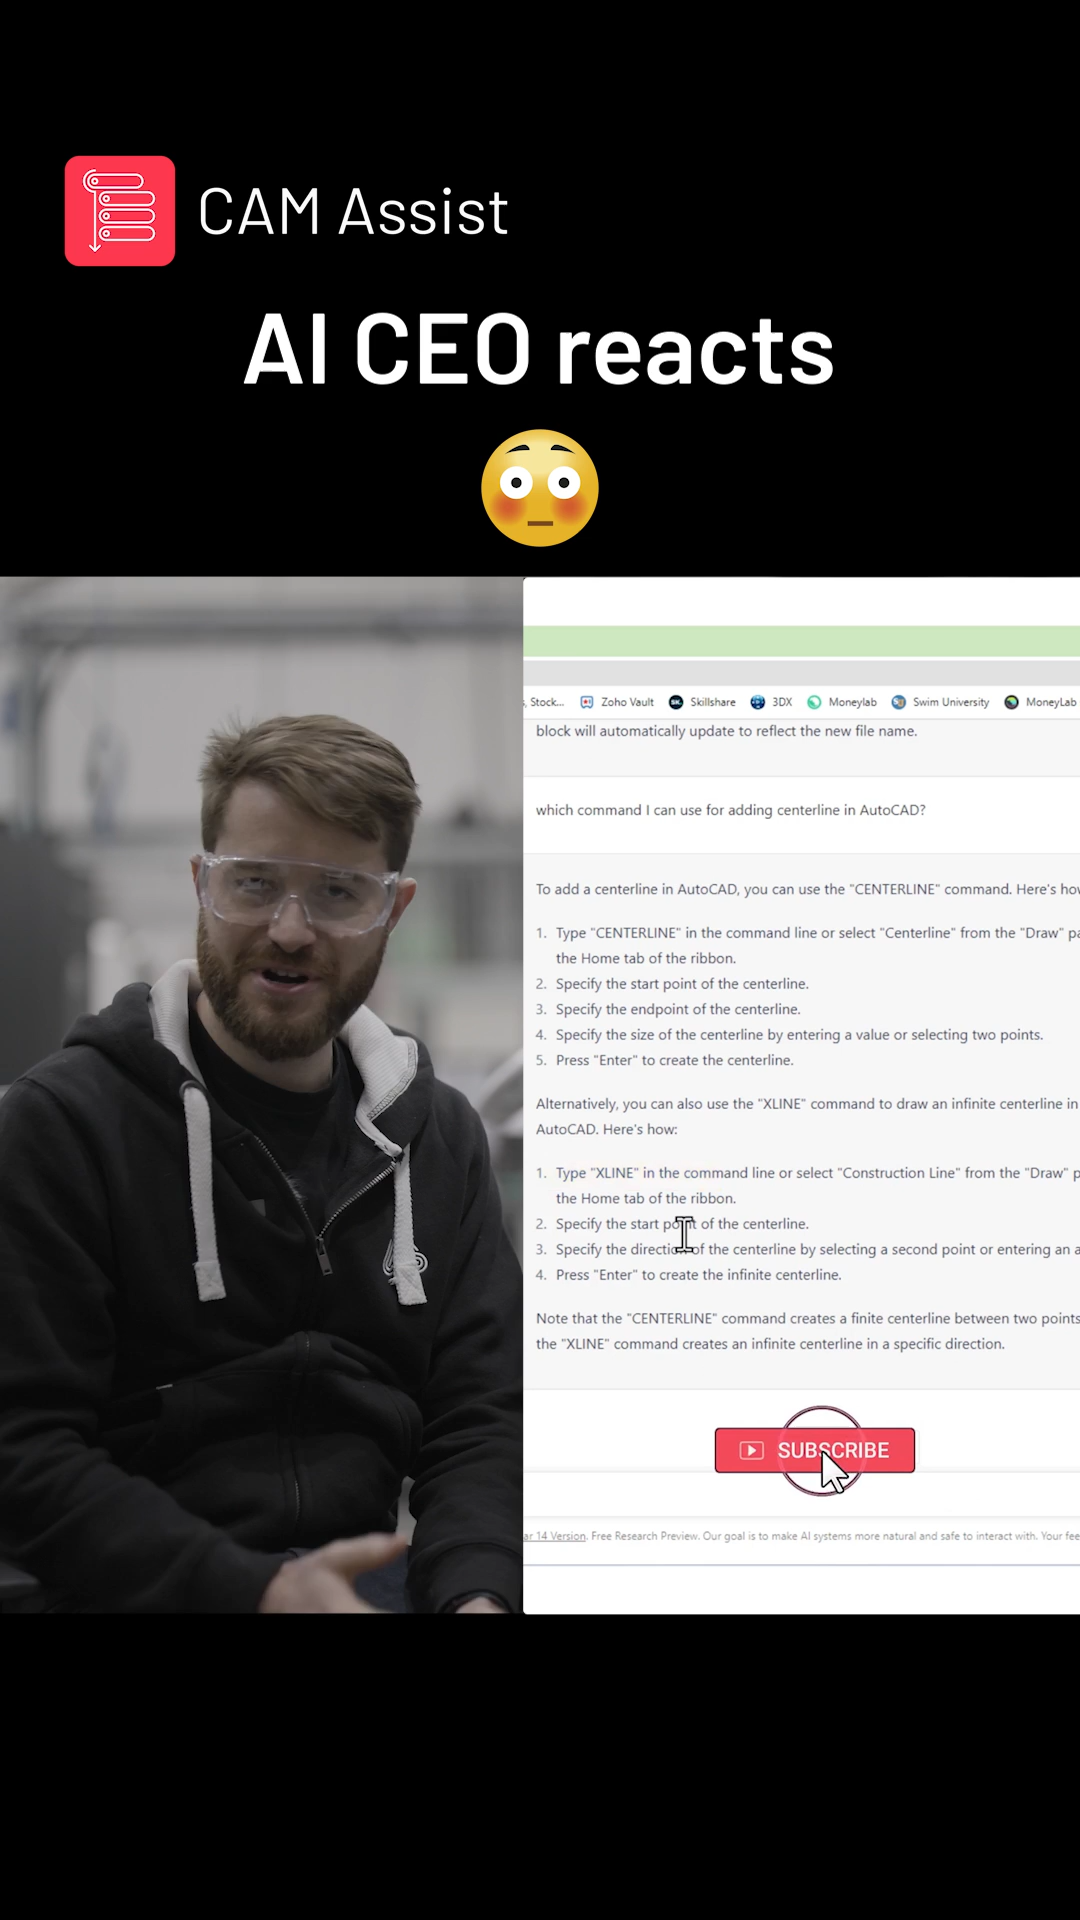 CAM Assist
AI CEO reacts
, Stock... Zoho Vault SK. Skillshare 3DX Moneylab Swim University MoneyLab
block will automatically update to reflect the new file name.
which command I can use for adding centerline in AutoCAD?
To add a centerline in AutoCAD, you can use the "CENTERLINE" command. Here's how
1. Type "CENTERLINE" in the command line or select "Centerline" from the "Draw" pa
the Home tab of the ribbon.
2. Specify the start point of the centerline.
3. Specify the endpoint of the centerline.
4. Specify the size of the centerline by entering a value or selecting two points.
5. Press "Enter" to create the centerline.
Alternatively, you can also use the "XLINE" command to draw an infinite centerline in
AutoCAD. Here's how:
1. Type "XLINE" in the command line or select "Construction Line" from the "Draw" p
the Home tab of the ribbon.
2. Specify the start point of the centerline.
3. Specify the direction of the centerline by selecting a second point or entering an a
4. Press "Enter" to create the infinite centerline.
Note that the "CENTERLINE" command creates a finite centerline between two points
the "XLINE" command creates an infinite centerline in a specific direction.
SUBSCRIBE
ar 14 Version. Free Research Preview. Our goal is to make AI systems more natural and safe to interact with. Your fee